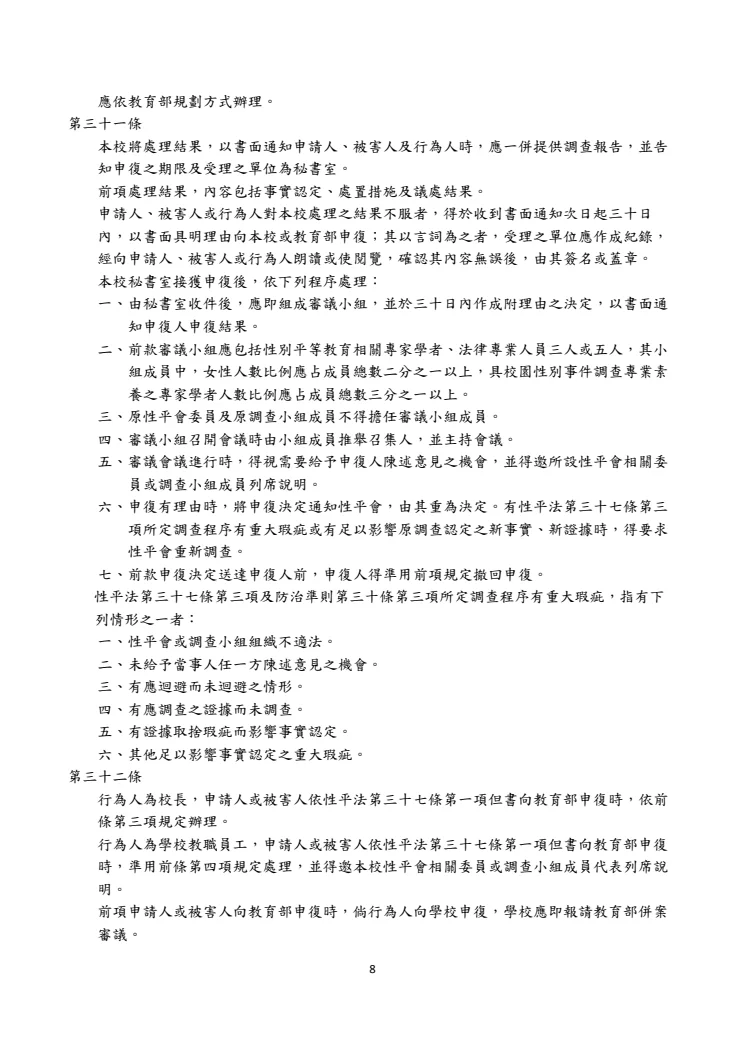 應依教育部規劃方式辦理。
第三十一條
本校將處理結果，以書面通知申請人、被害人及行為人時，應一併提供調查報告，並告
知申復之期限及受理之單位為秘書室。
前項處理結果，內容包括事實認定、處置措施及議處結果。
申請人、被害人或行為人對本校處理之結果不服者，得於收到書面通知次日起三十日
內，以書面具明理由向本校或教育部申復；其以言詞為之者，受理之單位應作成紀錄，
經向申請人、被害人或行為人朗讀或使閱覽，確認其內容無誤後，由其簽名或蓋章。
本校秘書室接獲申復後，依下列程序處理：
一、由秘書室收件後，應即組成審議小組，並於三十日內作成附理由之決定，以書面通
知申復人申復結果。
二、前款審議小組應包括性別平等教育相關專家學者、法律專業人員三人或五人，其小
組成員中，女性人數比例應占成員總數二分之一以上，具校園性別事件調查專業素
養之專家學者人數比例應占成員總數三分之一以上。
三、原性平會委員及原調查小組成員不得擔任審議小組成員。
四、審議小組召開會議時由小組成員推舉召集人，並主持會議。
五、審議會議進行時，得視需要給予申復人陳述意見之機會，並得邀所設性平會相關委
員或調查小組成員列席說明。
六、申復有理由時，將申復決定通知性平會，由其重為決定。有性平法第三十七條第三
項所定調查程序有重大瑕疵或有足以影響原調查認定之新事實、新證據時，得要求
性平會重新調查。
七、前款申復決定送達申復人前，申復人得準用前項規定撤回申復。
性平法第三十七條第三項及防治準則第三十條第三項所定調查程序有重大瑕疵，指有下
列情形之一者：
一、性平會或調查小組組織不適法。
二、未給予當事人任一方陳述意見之機會。
三、有應迴避而未迴避之情形。
四、有應調查之證據而未調查。
五、有證據取捨瑕疵而影響事實認定。
六、其他足以影響事實認定之重大瑕疵。
第三十二條
行為人為校長，申請人或被害人依性平法第三十七條第一項但書向教育部申復時，依前
條第三項規定辦理。
行為人為學校教職員工，申請人或被害人依性平法第三十七條第一項但書向教育部申復
時，準用前條第四項規定處理，並得邀本校性平會相關委員或調查小組成員代表列席說
明。
前項申請人或被害人向教育部申復時，倘行為人向學校申復，學校應即報請教育部併案
審議。
8